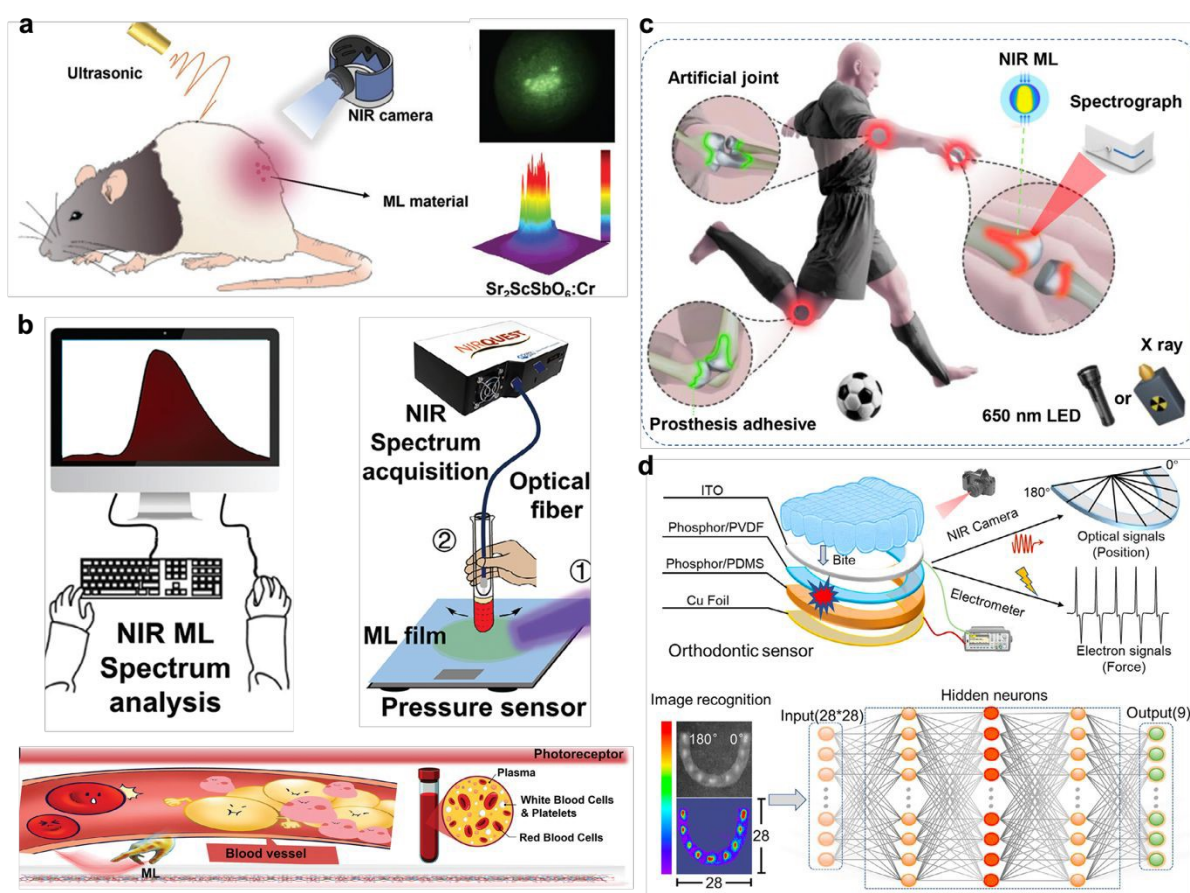 a
Ultrasonic
NIR camera
ML material
Sr2ScSbO6:Cr
b
NIR ML
Spectrum
analysis
NIRQUEST
NIR
Spectrum
acquisition
Optical
fiber
②
①
ML film
Pressure sensor
Photoreceptor
Blood vessel
ML
Plasma
White Blood Cells
& Platelets
Red Blood Cells
c
Artificial joint
NIR ML
Spectrograph
Prosthesis adhesive
X ray
650 nm LED
or
d
ITO
Phosphor/PVDF
Phosphor/PDMS
Cu Foil
Bite
Orthodontic sensor
NIR Camera
Electrometer
0°
180°
Optical signals
(Position)
Electron signals
(Force)
Image recognition
180° 0°
28
28
Hidden neurons
Input(28*28)
Output(9)